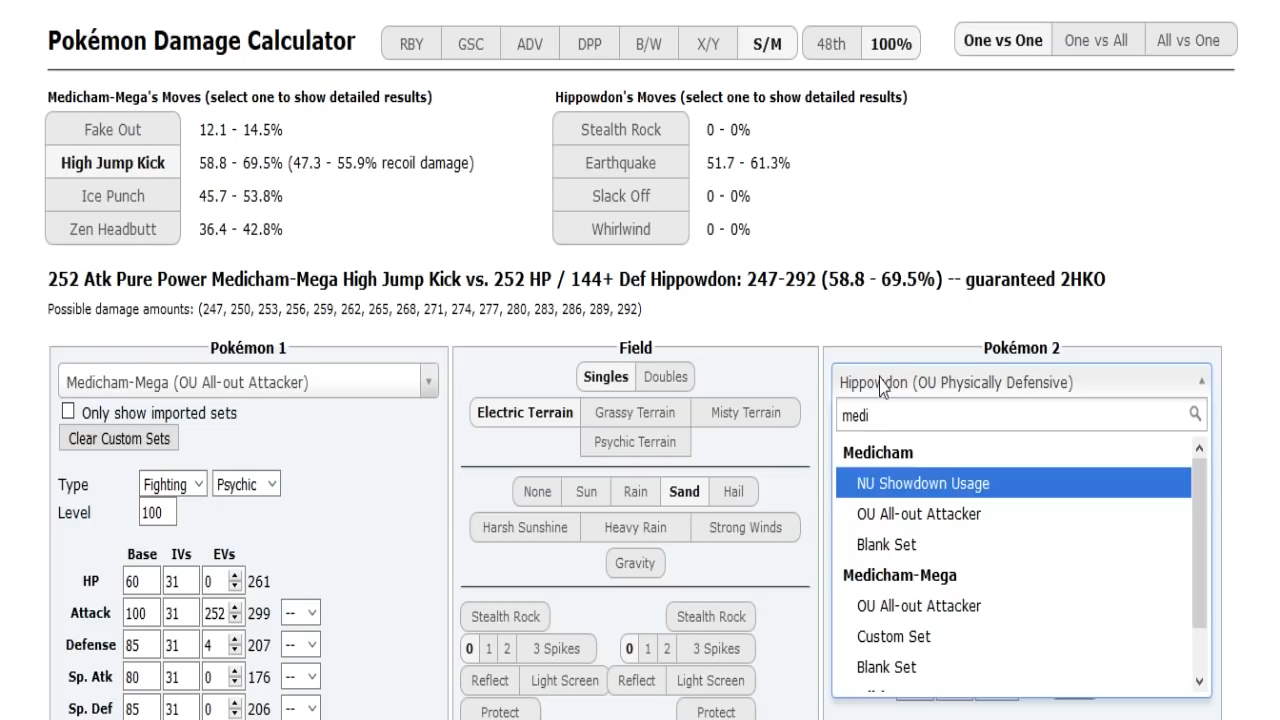 Pokémon Damage Calculator RBY GSC ADV DPP B/W X/Y S/M 48th 100% One vs One One vs All All vs One
Medicham-Mega's Moves (select one to show detailed results) Hippowdon's Moves (select one to show detailed results)
Fake Out 12.1 - 14.5% Stealth Rock 0 - 0%
High Jump Kick 58.8 - 69.5% (47.3 - 55.9% recoil damage) Earthquake 51.7 - 61.3%
Ice Punch 45.7 - 53.8% Slack Off 0 - 0%
Zen Headbutt 36.4 - 42.8% Whirlwind 0 - 0%
252 Atk Pure Power Medicham-Mega High Jump Kick vs. 252 HP / 144+ Def Hippowdon: 247-292 (58.8 - 69.5%) -- guaranteed 2HKO
Possible damage amounts: (247, 250, 253, 256, 259, 262, 265, 268, 271, 274, 277, 280, 283, 286, 289, 292)
Pokémon 1
Medicham-Mega (OU All-out Attacker)
Only show imported sets
Clear Custom Sets
Type Fighting Psychic
Level 100
Base IVs EVs
HP 60 31 0 261
Attack 100 31 252 299 --
Defense 85 31 4 207 --
Sp. Atk 80 31 0 176 --
Sp. Def 85 31 0 206 --
Field
Singles Doubles
Electric Terrain Grassy Terrain Misty Terrain
Psychic Terrain
None Sun Rain Sand Hail
Harsh Sunshine Heavy Rain Strong Winds
Gravity
Stealth Rock Stealth Rock
0 1 2 3 Spikes 0 1 2 3 Spikes
Reflect Light Screen Reflect Light Screen
Protect Protect
Pokémon 2
Hippowdon (OU Physically Defensive)
medi
Medicham
NU Showdown Usage
OU All-out Attacker
Blank Set
Medicham-Mega
OU All-out Attacker
Custom Set
Blank Set